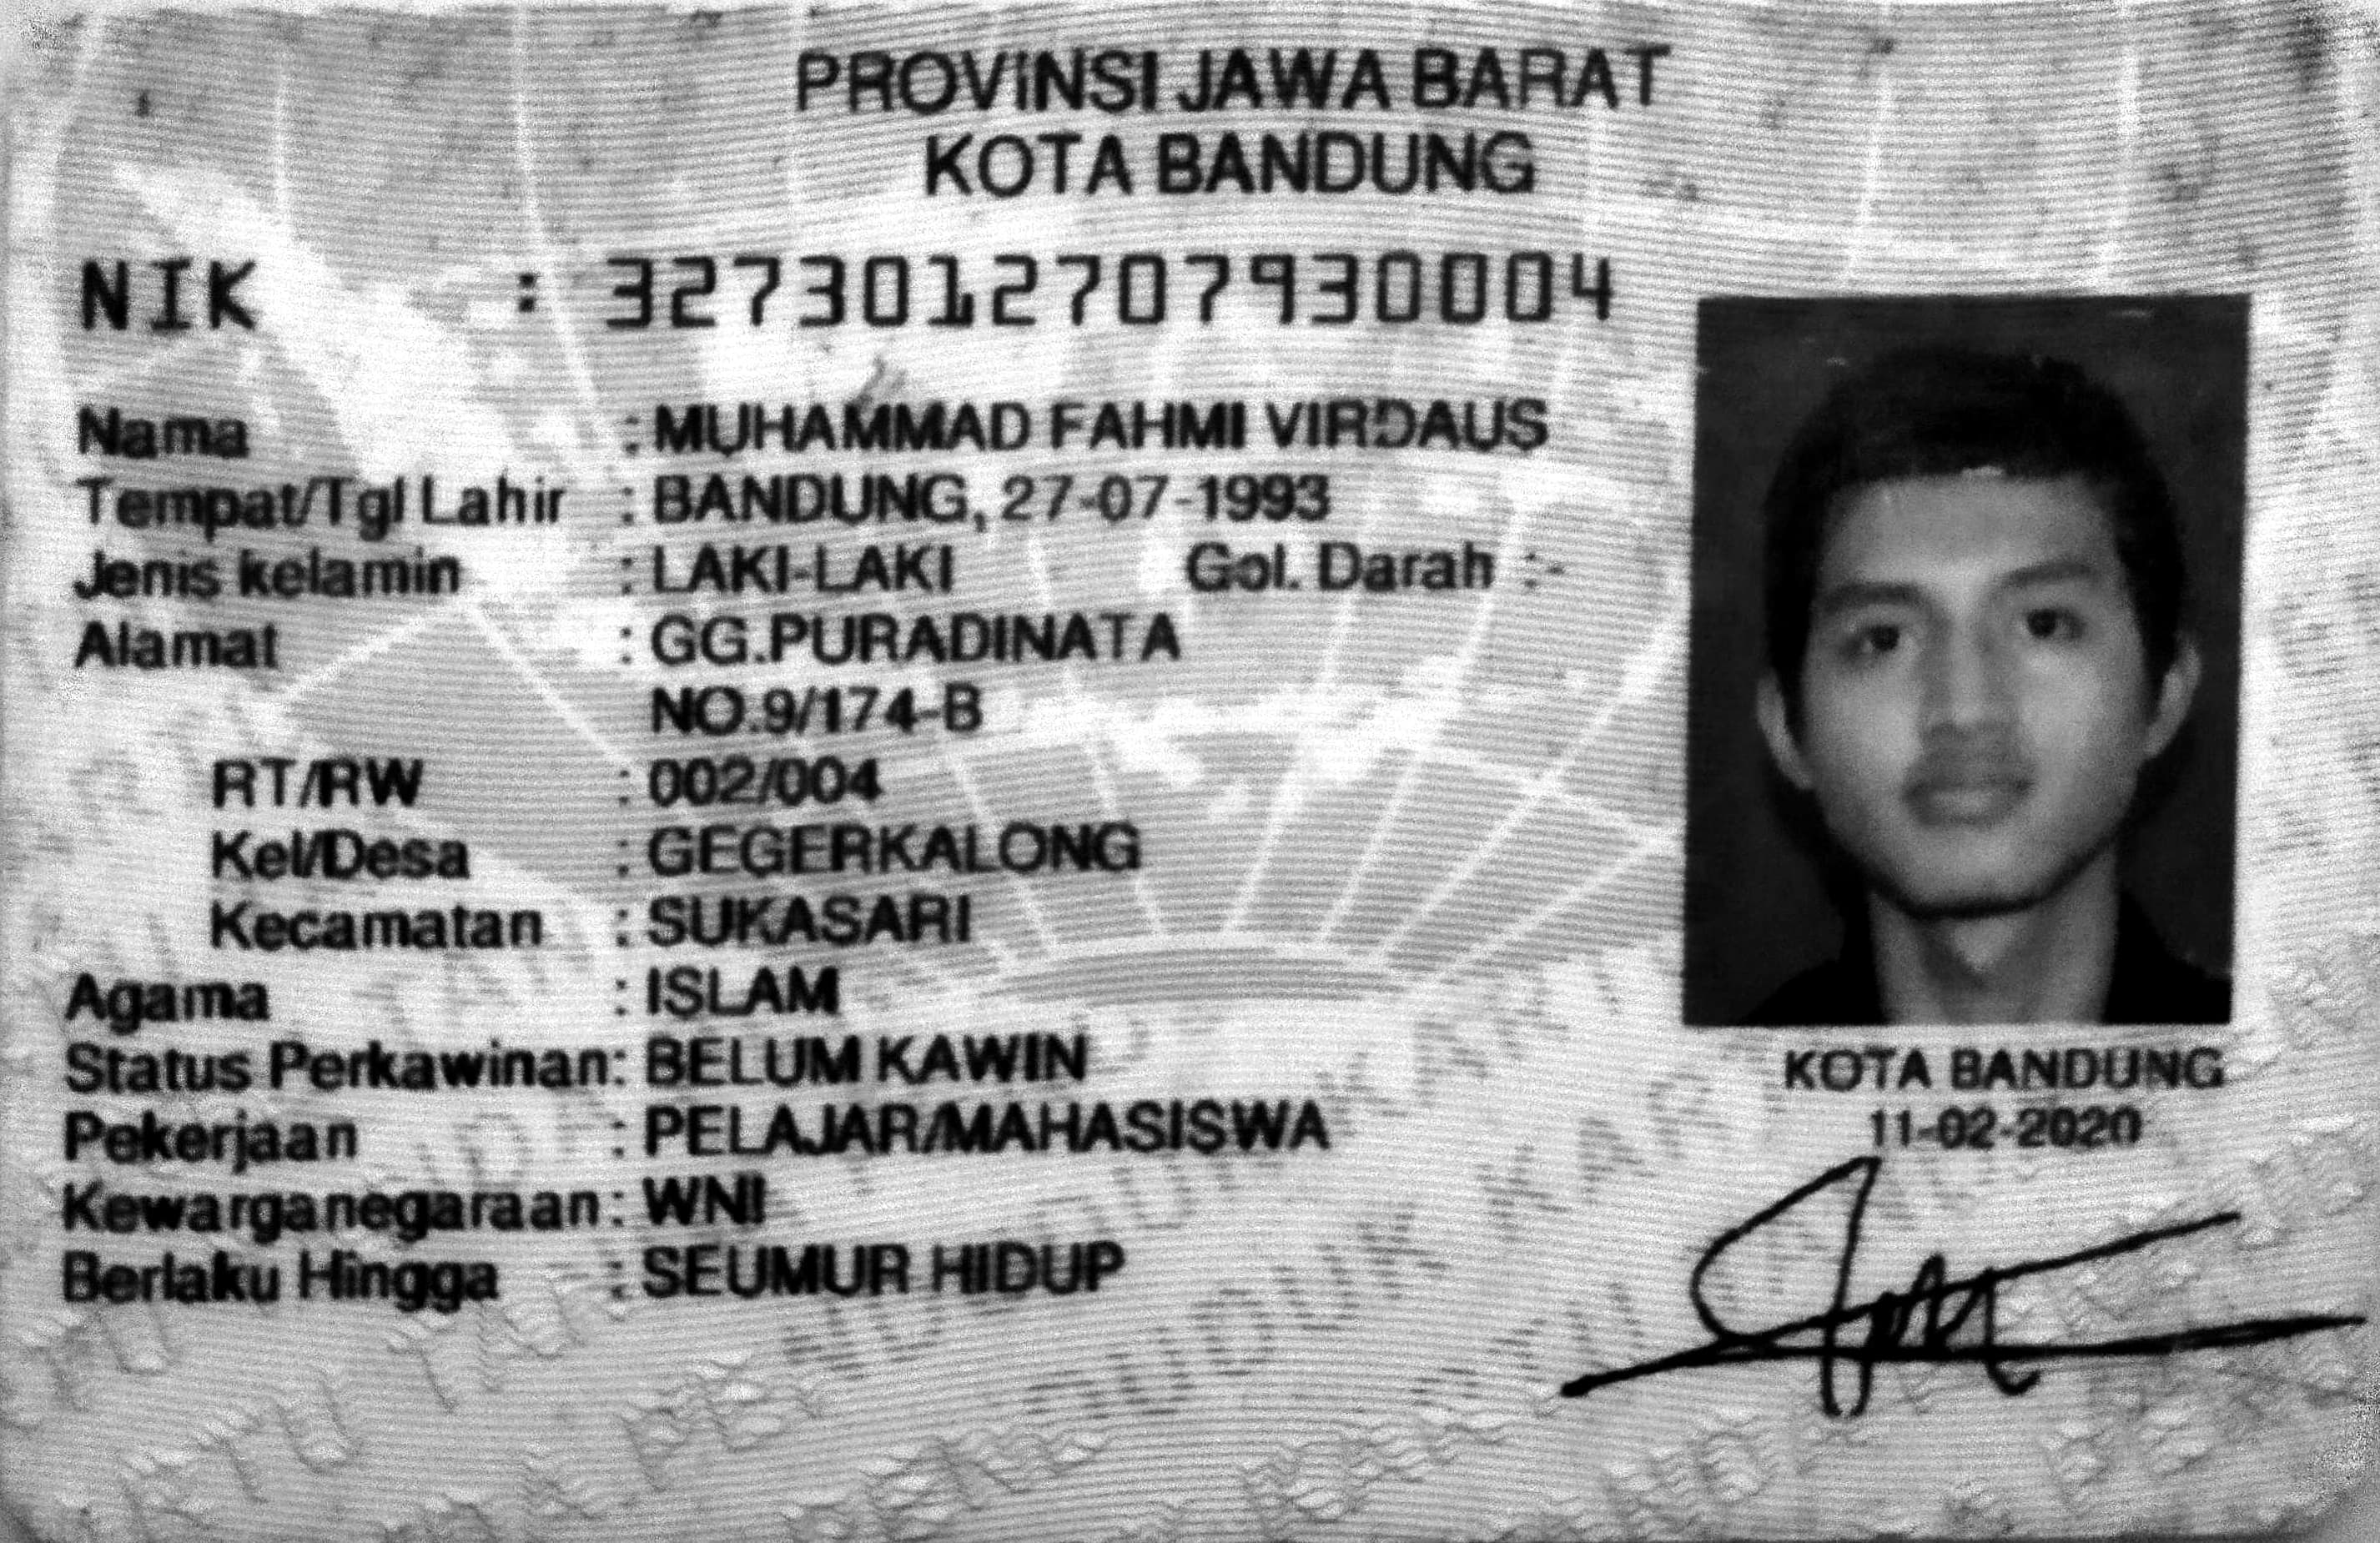 PROVINSI JAWA BARAT
KOTA BANDUNG
NIK : 3273012707930004
Nama : MUHAMMAD FAHMI VIRDAUS
Tempat/Tgl Lahir : BANDUNG, 27-07-1993
Jenis kelamin : LAKI-LAKI Gol. Darah :-
Alamat : GG.PURADINATA
NO.9/174-B
RT/RW : 002/004
Kel/Desa : GEGERKALONG
Kecamatan : SUKASARI
Agama : ISLAM
Status Perkawinan: BELUM KAWIN
Pekerjaan : PELAJAR/MAHASISWA
Kewarganegaraan: WNI
Berlaku Hingga : SEUMUR HIDUP
KOTA BANDUNG
11-02-2020